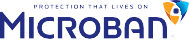 PROTECTION THAT LIVES ON
MICROBAN